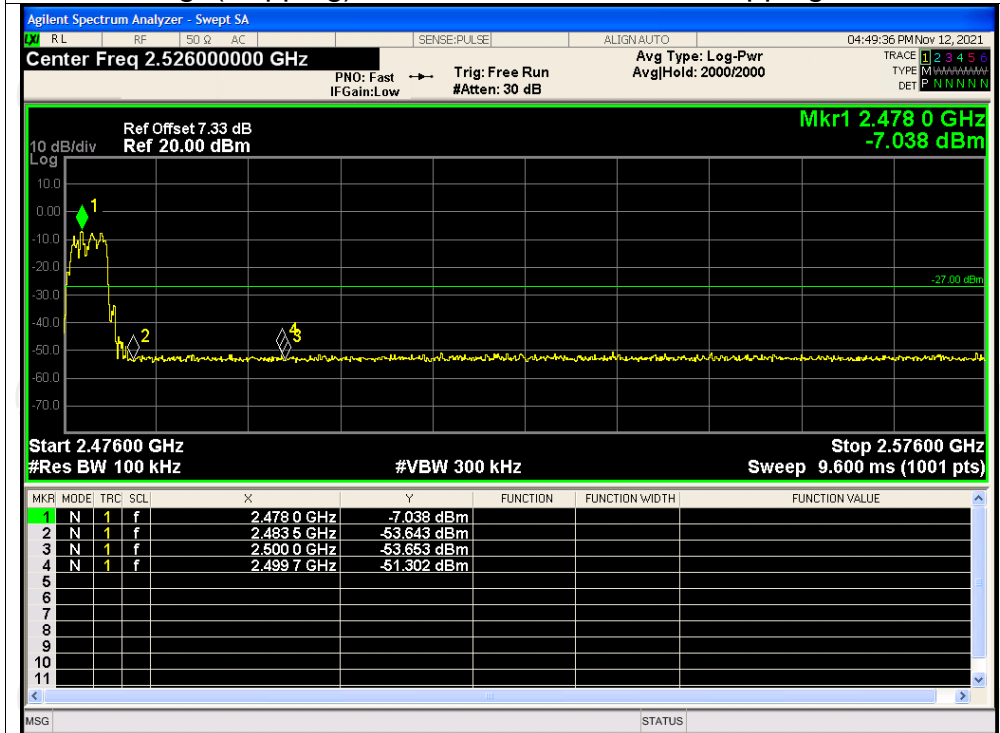 Agilent Spectrum Analyzer - Swept SA
LXI RL RF 50 Ω AC SENSE:PULSE ALIGN AUTO 04:49:36 PM Nov 12, 2021
Center Freq 2.526000000 GHz
PNO: Fast
IFGain:Low
Trig: Free Run
#Atten: 30 dB
Avg Type: Log-Pwr
Avg|Hold: 2000/2000
TRACE 1 2 3 4 5 6
TYPE M
DET P N N N N N
Mkr1 2.478 0 GHz
-7.038 dBm
Ref Offset 7.33 dB
10 dB/div Ref 20.00 dBm
Log
10.0
0.00
-10.0
-20.0
-30.0
-40.0
-50.0
-60.0
-70.0
1
2
4
3
-27.00 dBm
Start 2.47600 GHz Stop 2.57600 GHz
#Res BW 100 kHz #VBW 300 kHz Sweep 9.600 ms (1001 pts)
MKR MODE TRC SCL X Y FUNCTION FUNCTION WIDTH FUNCTION VALUE
1 N 1 f 2.478 0 GHz -7.038 dBm
2 N 1 f 2.483 5 GHz -53.643 dBm
3 N 1 f 2.500 0 GHz -53.653 dBm
4 N 1 f 2.499 7 GHz -51.302 dBm
5
6
7
8
9
10
11
MSG STATUS